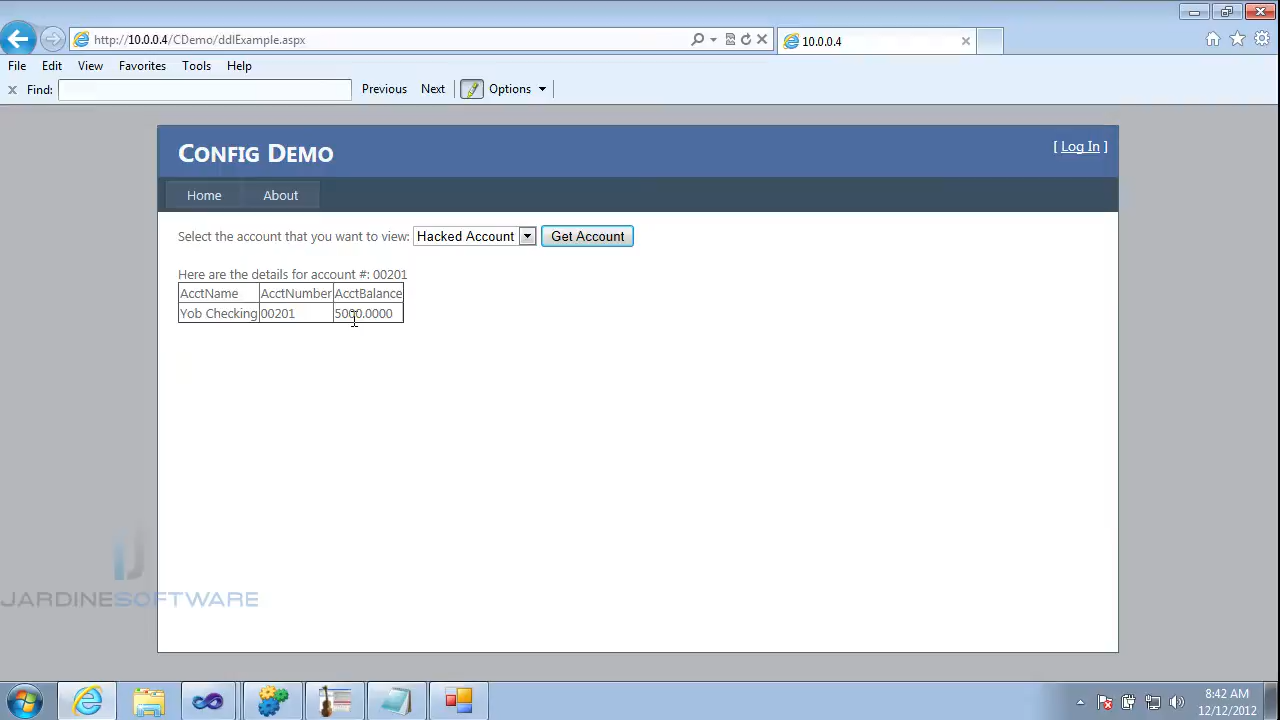 http://10.0.0.4/CDemo/ddlExample.aspx
10.0.0.4
File Edit View Favorites Tools Help
Find: Previous Next Options
CONFIG DEMO
[ Log In ]
Home About
Select the account that you want to view: Hacked Account Get Account
Here are the details for account #: 00201
AcctName AcctNumber AcctBalance
Yob Checking 00201 5000.0000
JARDINESOFTWARE
8:42 AM
12/12/2012